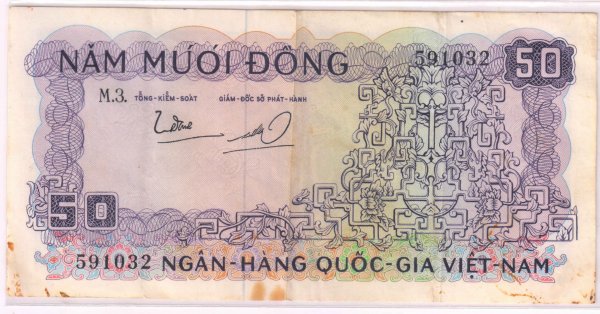 NĂM MƯƠI ĐỒNG
591032
50
M.3.
TỔNG-KIỂM-SOÁT
GIÁM-ĐỐC SỞ PHÁT-HÀNH
50
591032
NGÂN-HÀNG QUỐC-GIA VIỆT-NAM